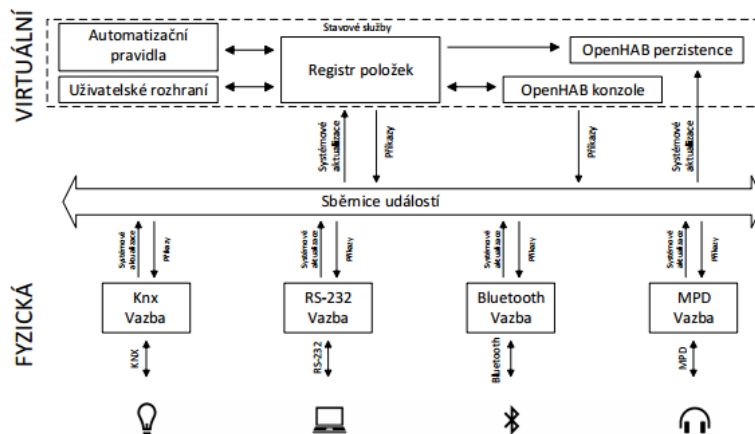 VIRTUÁLNÍ
Stavové služby
Automatizační
pravidla
Registr položek
OpenHAB perzistence
Uživatelské rozhraní
OpenHAB konzole
Systémové
aktualizace
Příkazy
Příkazy
Systémové
aktualizace
Sběrnice událostí
Systémové
aktualizace
Příkazy
Systémové
aktualizace
Příkazy
Systémové
aktualizace
Příkazy
Systémové
aktualizace
Příkazy
FYZICKÁ
Knx
Vazba
RS-232
Vazba
Bluetooth
Vazba
MPD
Vazba
KNX
RS-232
Bluetooth
MPD